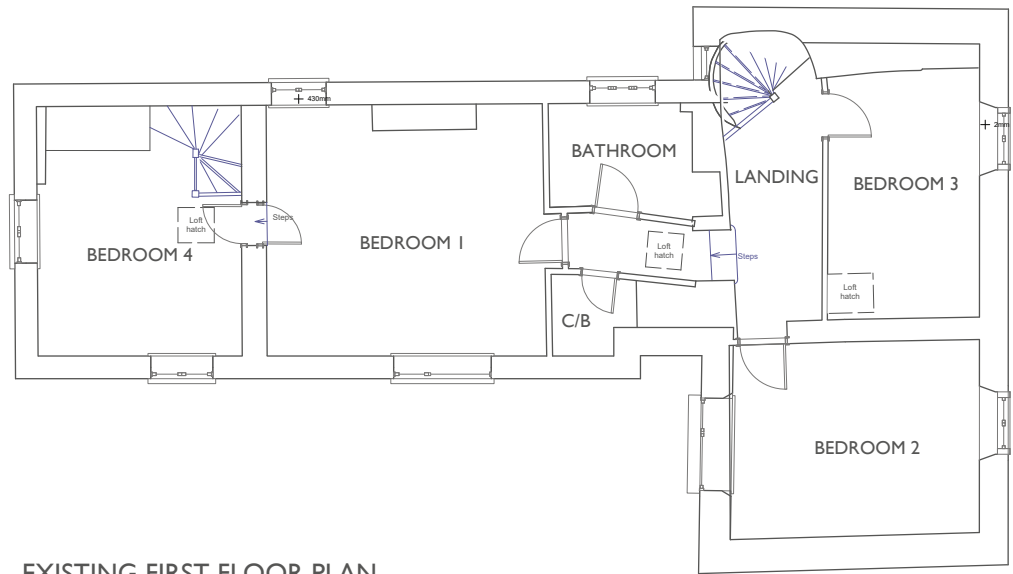 430mm
2mm
BATHROOM
LANDING
BEDROOM 3
Loft
hatch
Steps
BEDROOM 4
BEDROOM 1
Loft
hatch
Steps
Loft
hatch
C/B
BEDROOM 2
EXISTING FIRST FLOOR PLAN